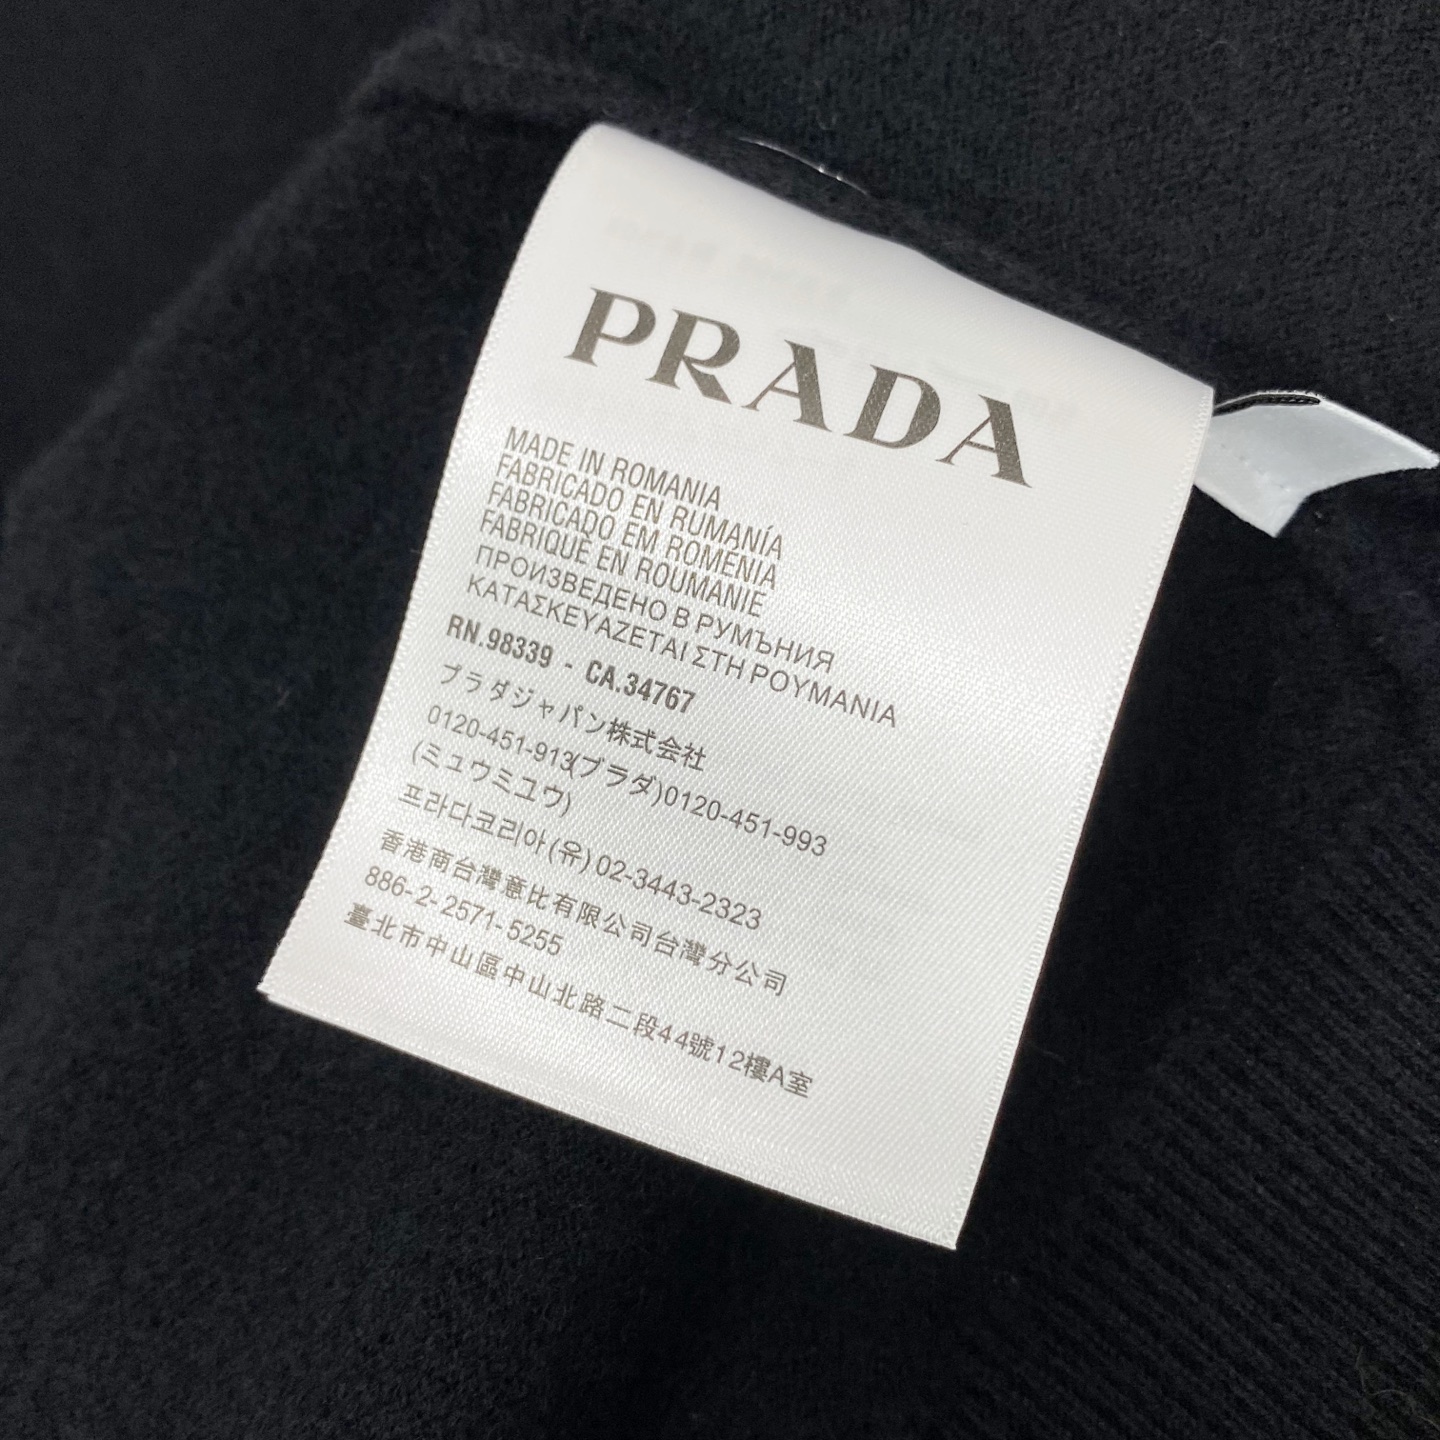 PRADA
MADE IN ROMANIA
FABRICADO EN RUMANÍA
FABRICADO EM ROMENIA
FABRIQUÉ EN ROUMANIE
ПРОИЗВЕДЕНО В РУМЪНИЯ
ΚΑΤΑΣΚΕΥΑΖΕΤΑΙ ΣΤΗ ΡΟΥΜΑΝΙΑ
RN.98339 - CA.34767
プラダジャパン株式会社
0120-451-913(プラダ)0120-451-993
(ミュウミュウ)
프라다코리아(유) 02-3443-2323
香港商台灣意比有限公司台灣分公司
886-2-2571-5255
臺北市中山區中山北路二段44號12樓A室